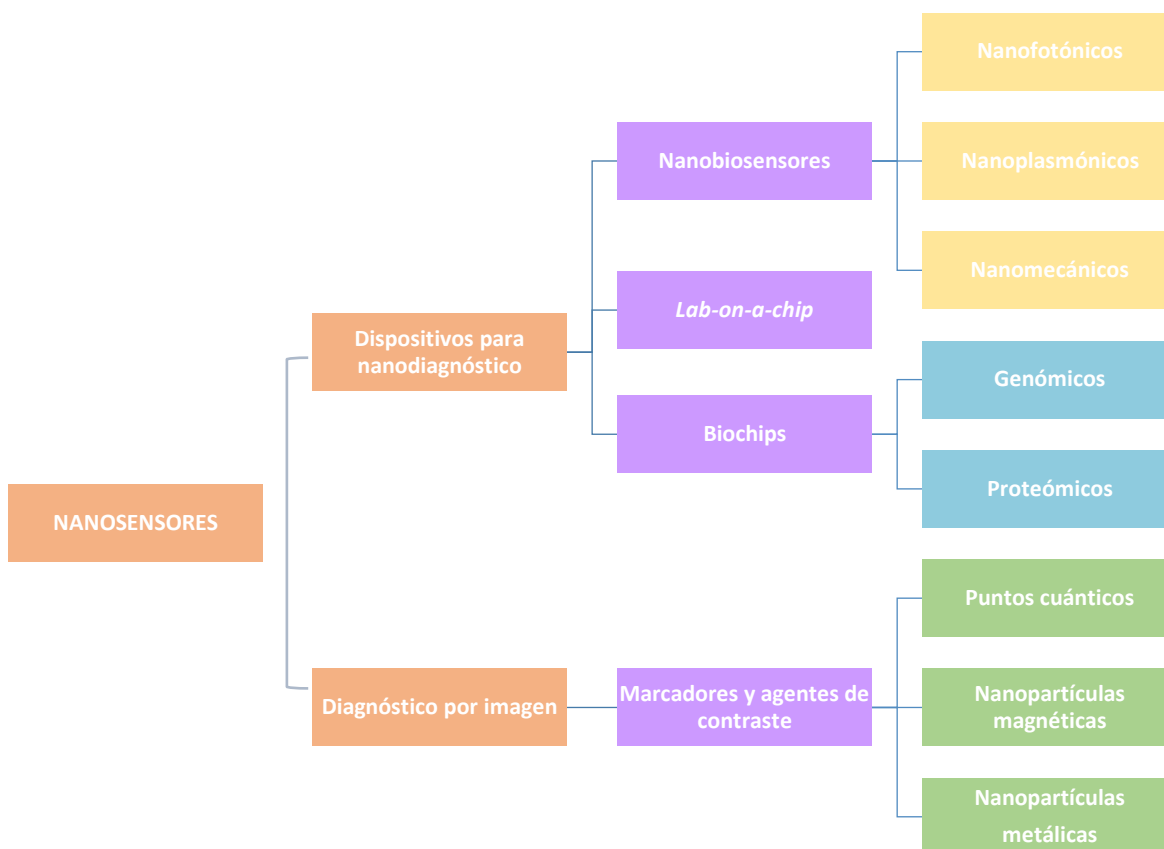 Nanofotónicos
Nanobiosensores
Nanoplasmónicos
Nanomecánicos
Lab-on-a-chip
Dispositivos para
nanodiagnóstico
Genómicos
Biochips
Proteómicos
NANOSENSORES
Puntos cuánticos
Diagnóstico por imagen
Marcadores y agentes de
contraste
Nanopartículas
magnéticas
Nanopartículas
metálicas